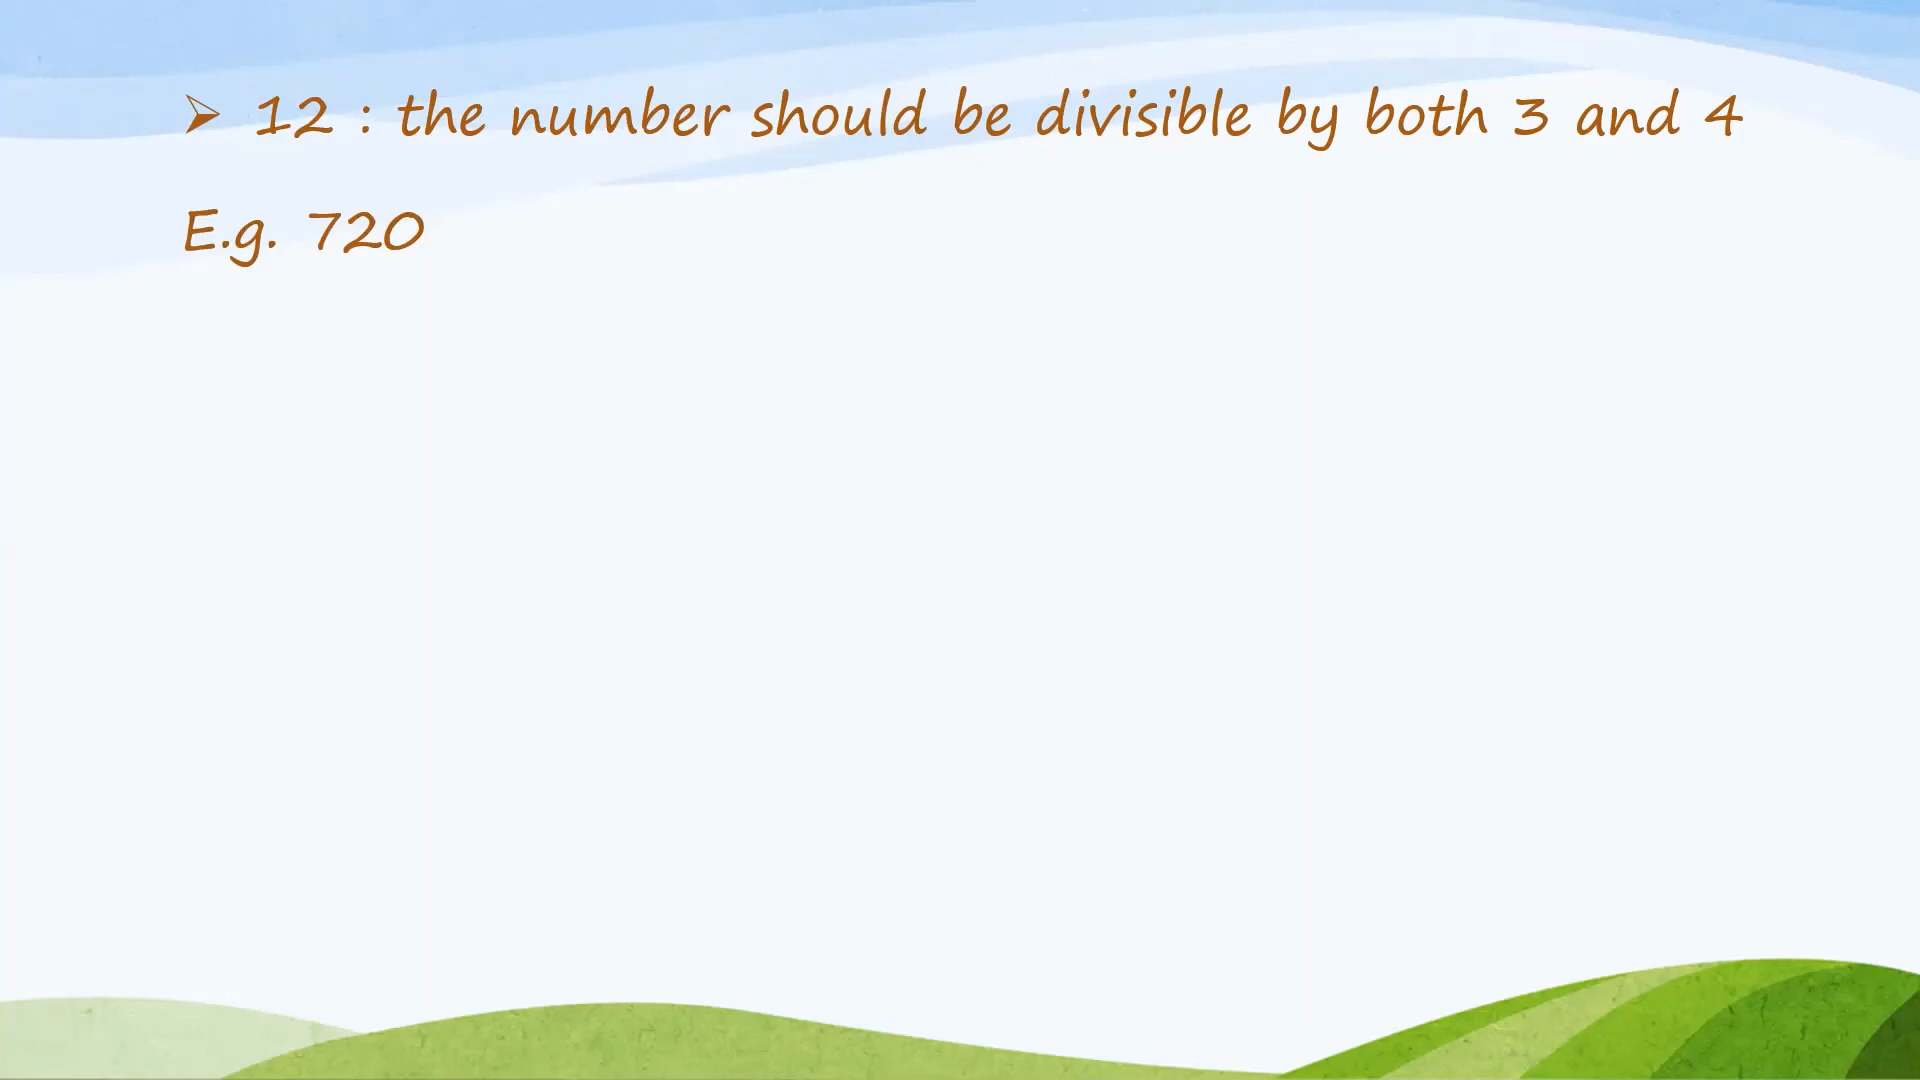 ➢ 12 : the number should be divisible by both 3 and 4
E.g. 720